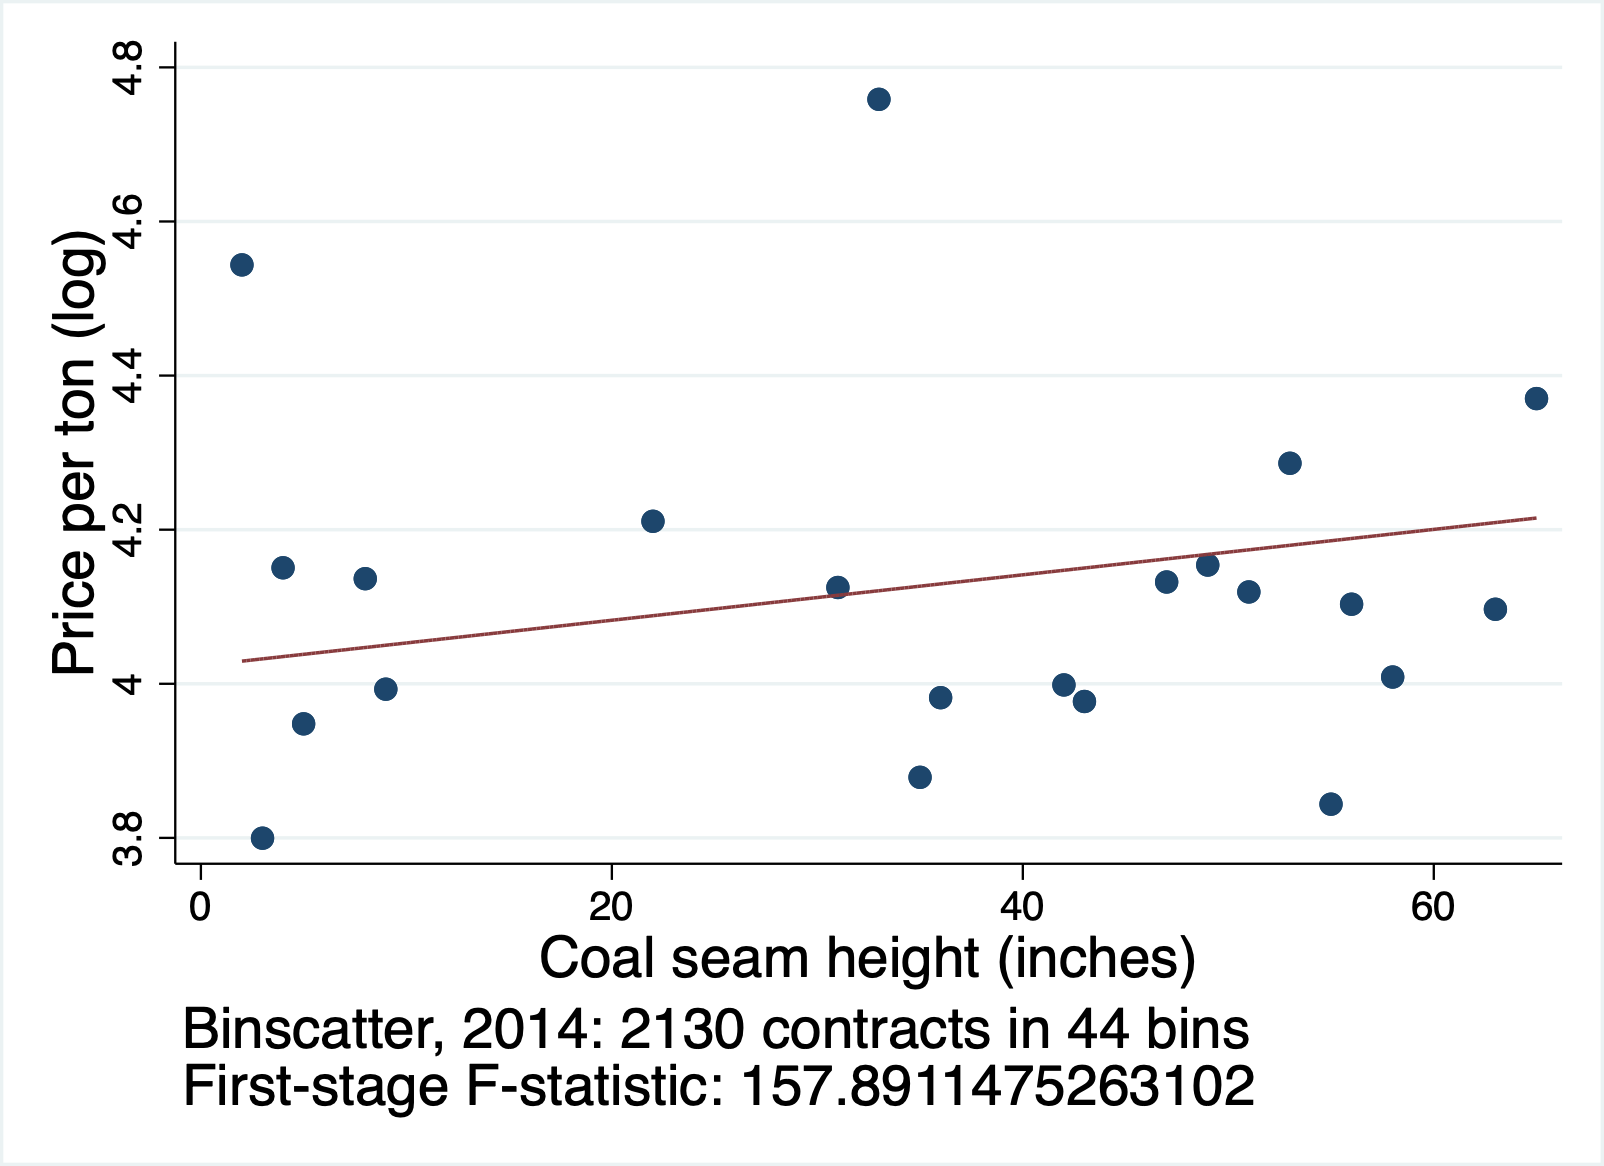 4.8
4.6
4.4
4.2
4
3.8
Price per ton (log)
0 20 40 60
Coal seam height (inches)
Binscatter, 2014: 2130 contracts in 44 bins
First-stage F-statistic: 157.8911475263102